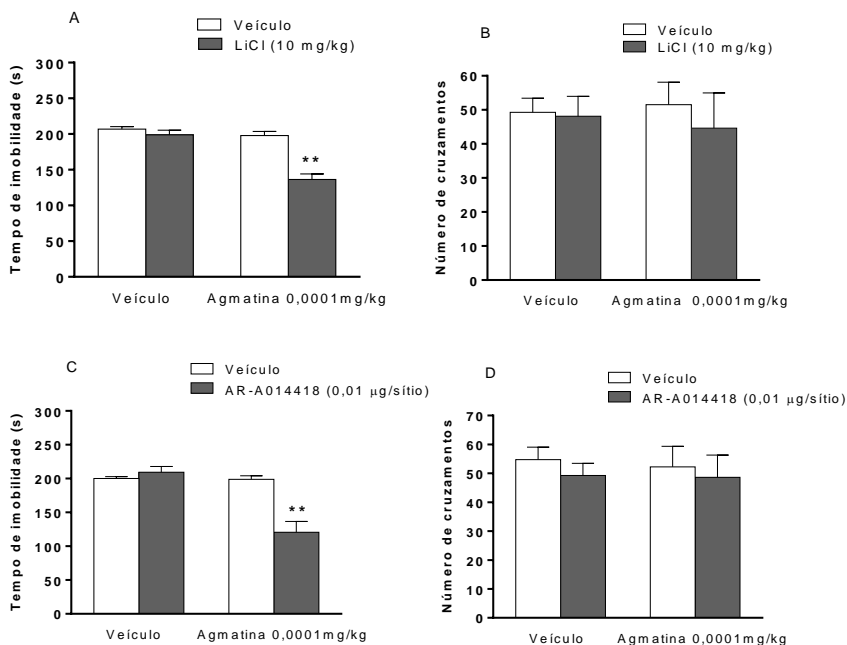 A
Veículo
LiCl (10 mg/kg)
Tempo de imobilidade (s)
300
250
200
150
100
50
0
**
Veículo
Agmatina 0,0001mg/kg
B
Veículo
LiCl (10 mg/kg)
Número de cruzamentos
60
50
40
30
20
10
0
Veículo
Agmatina 0,0001mg/kg
C
Veículo
AR-A014418 (0,01 µg/sítio)
Tempo de imobilidade (s)
300
250
200
150
100
50
0
**
Veículo
Agmatina 0,0001mg/kg
D
Veículo
AR-A014418 (0,01 µg/sítio)
Número de cruzamentos
70
60
50
40
30
20
10
0
Veículo
Agmatina 0,0001mg/kg